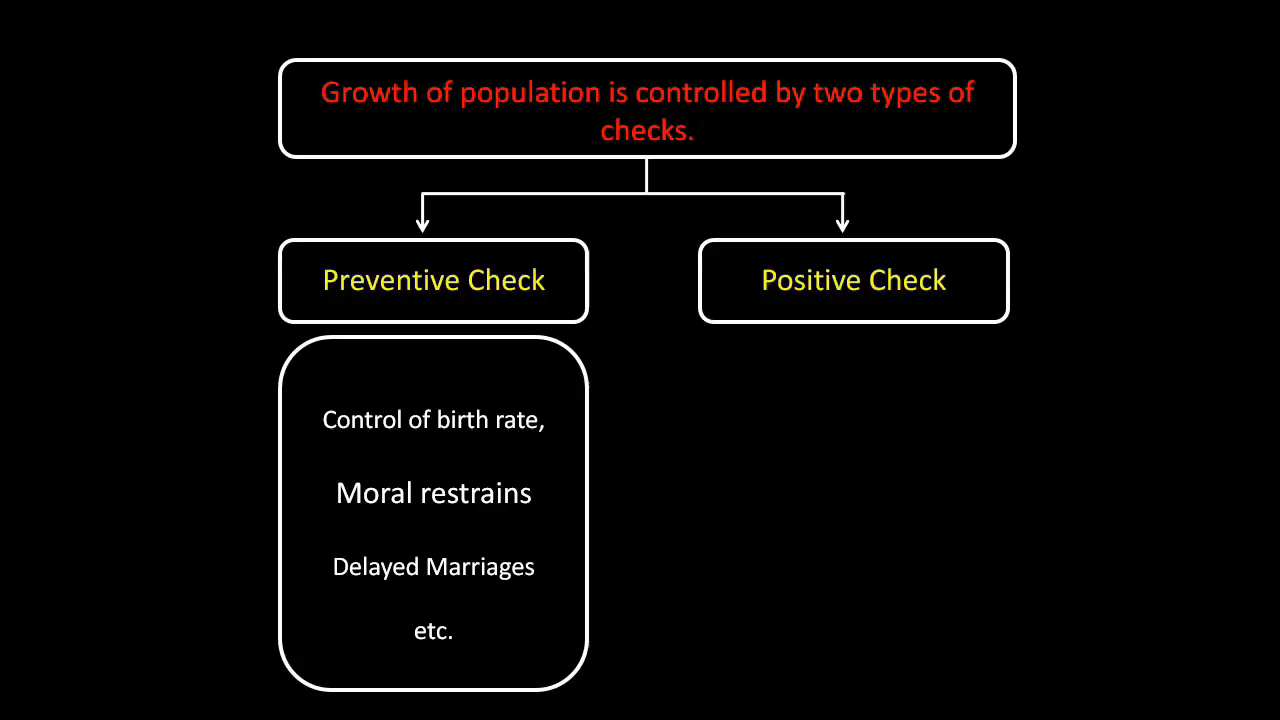 Growth of population is controlled by two types of
checks.
Preventive Check
Positive Check
Control of birth rate,
Moral restrains
Delayed Marriages
etc.